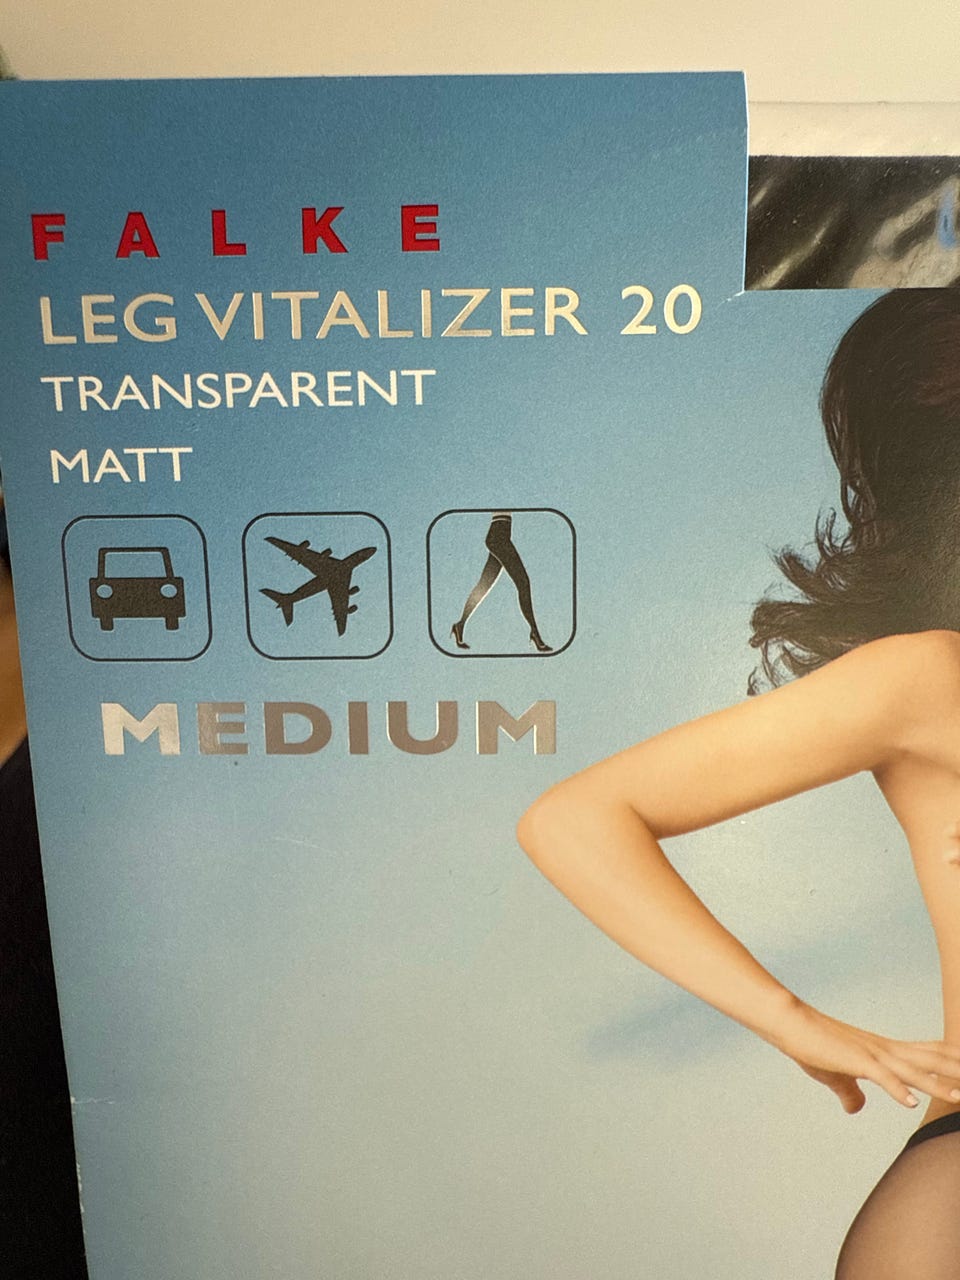 FALKE
LEG VITALIZER 20
TRANSPARENT
MATT
MEDIUM